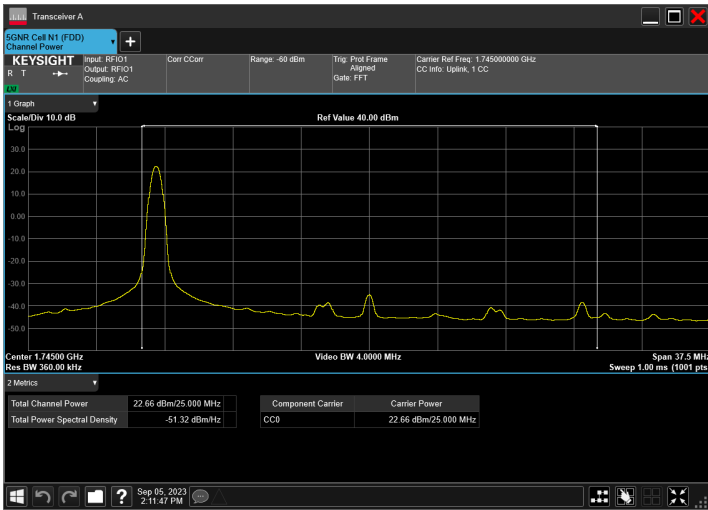 Transceiver A
5GNR Cell N1 (FDD)
Channel Power
KEYSIGHT
R T
LXI
Input: RFIO1
Output: RFIO1
Coupling: AC
Corr CCorr
Range: -60 dBm
Trig: Prot Frame
Aligned
Gate: FFT
Carrier Ref Freq: 1.745000000 GHz
CC Info: Uplink, 1 CC
1 Graph
Scale/Div 10.0 dB
Ref Value 40.00 dBm
Log
30.0
20.0
10.0
0.00
-10.0
-20.0
-30.0
-40.0
-50.0
Center 1.74500 GHz
Video BW 4.0000 MHz
Span 37.5 MHz
Res BW 360.00 kHz
Sweep 1.00 ms (1001 pts
2 Metrics
Total Channel Power 22.66 dBm/25.000 MHz
Total Power Spectral Density -51.32 dBm/Hz
Component Carrier Carrier Power
CC0 22.66 dBm/25.000 MHz
?
Sep 05, 2023
2:11:47 PM